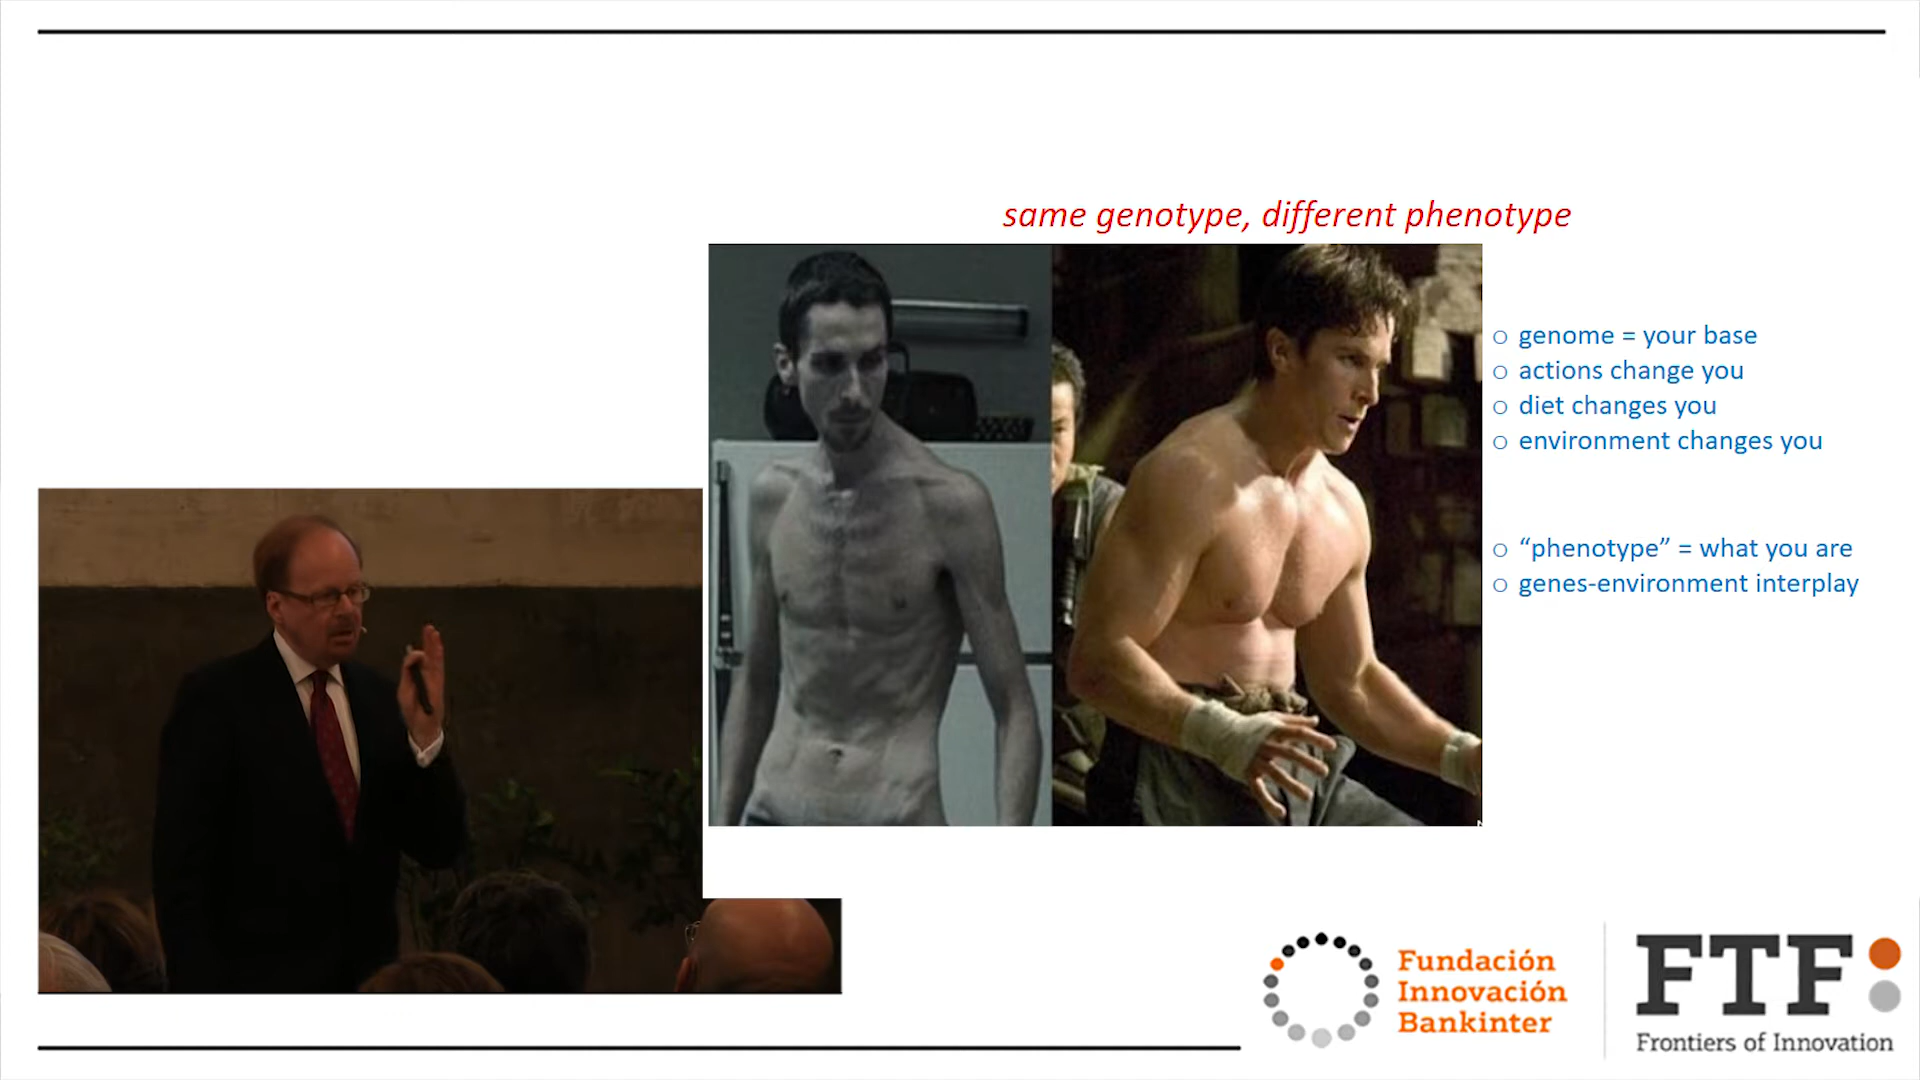 same genotype, different phenotype
o genome = your base
o actions change you
o diet changes you
o environment changes you
o “phenotype” = what you are
o genes-environment interplay
Fundación
Innovación
Bankinter
FTF:
Frontiers of Innovation